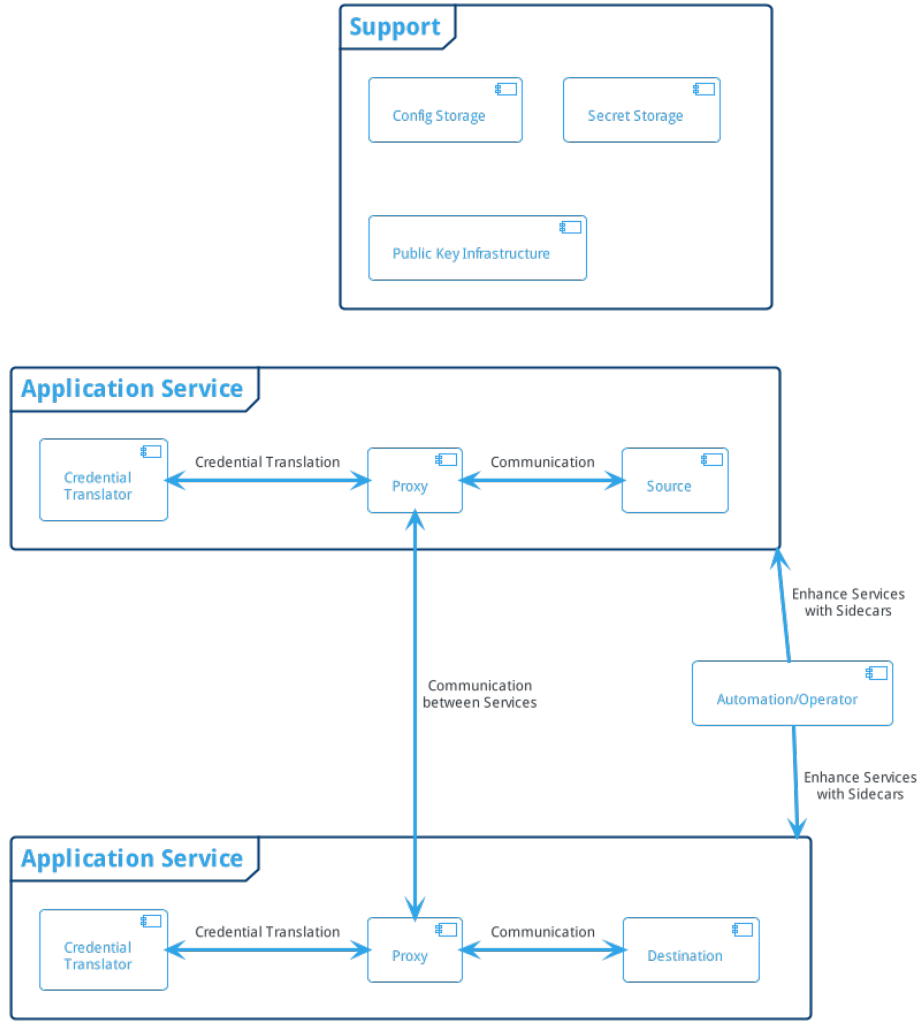 Support
Config Storage
Secret Storage
Public Key Infrastructure
Application Service
Credential
Translator
Credential Translation
Proxy
Communication
Source
Enhance Services
with Sidecars
Communication
between Services
Automation/Operator
Enhance Services
with Sidecars
Application Service
Credential
Translator
Credential Translation
Proxy
Communication
Destination